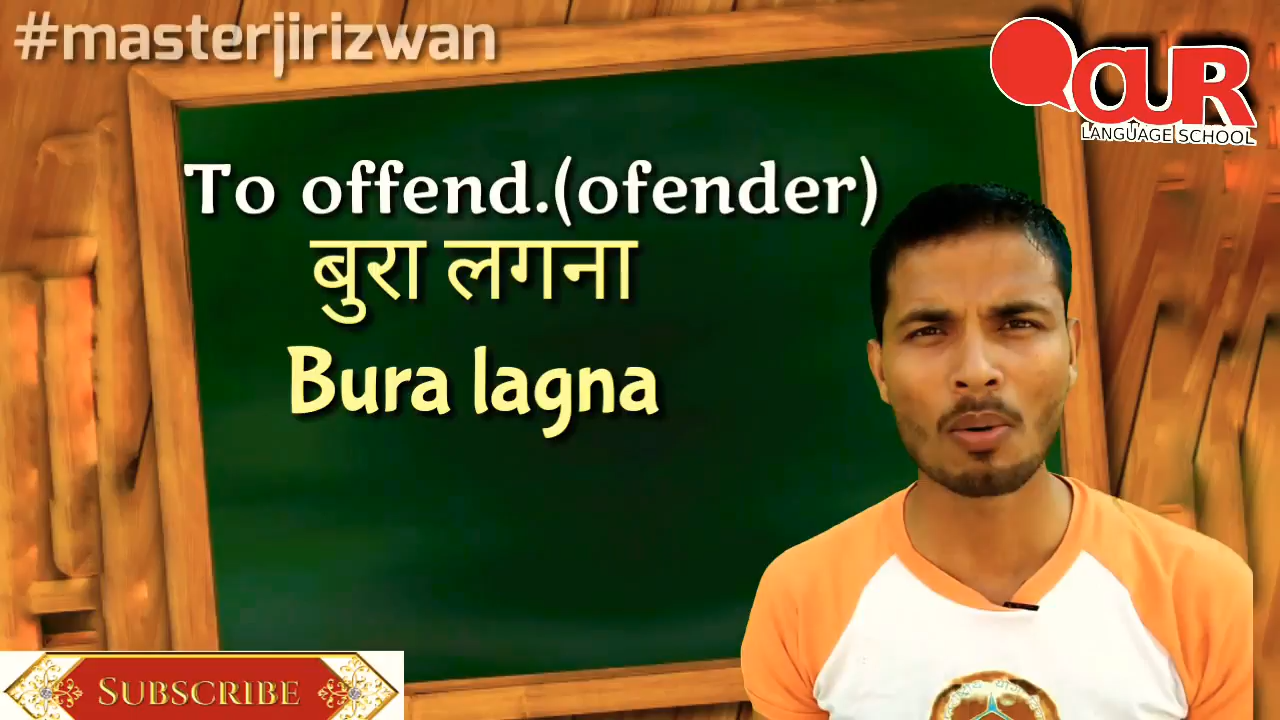 #masterjirizwan
OUR
LANGUAGE SCHOOL
To offend.(ofender)
बुरा लगना
Bura lagna
SUBSCRIBE